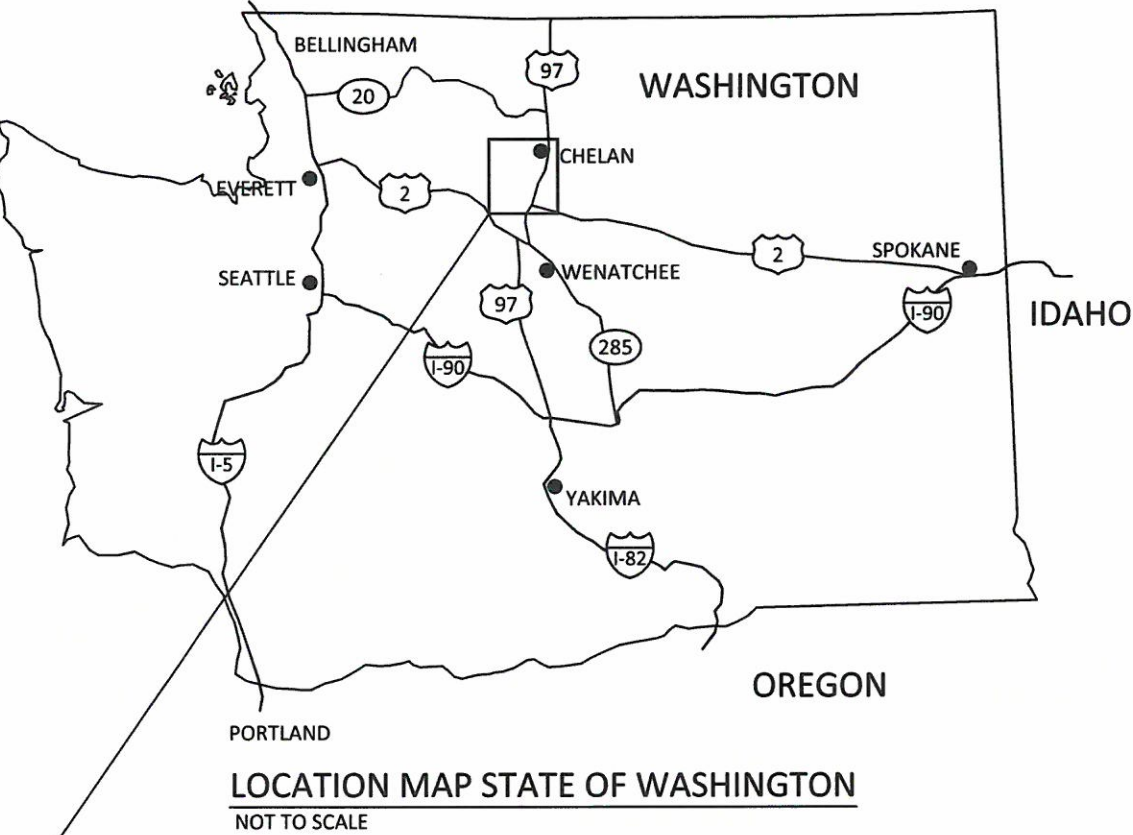 BELLINGHAM
97
WASHINGTON
20
CHELAN
EVERETT
2
2
SPOKANE
SEATTLE
WENATCHEE
97
I-90
IDAHO
285
I-90
I-5
YAKIMA
I-82
OREGON
PORTLAND
LOCATION MAP STATE OF WASHINGTON
NOT TO SCALE